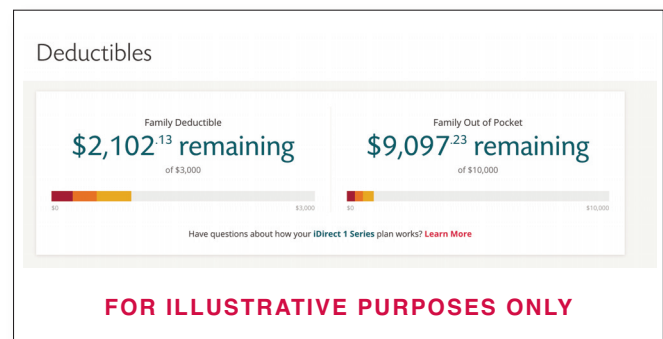 Deductibles
Family Deductible
$2,102.13 remaining
of $3,000
$0 $3,000
Family Out of Pocket
$9,097.23 remaining
of $10,000
$0 $10,000
Have questions about how your iDirect 1 Series plan works? Learn More
FOR ILLUSTRATIVE PURPOSES ONLY